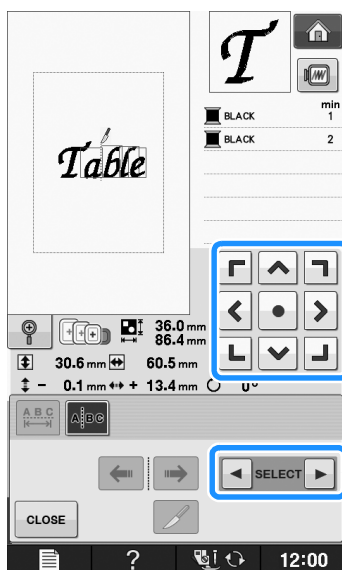 T
min
BLACK 1
BLACK 2
Table
36.0 mm
86.4 mm
30.6 mm 60.5 mm
- 0.1 mm + 13.4 mm 0°
A B C
A BC
SELECT
CLOSE
? 12:00